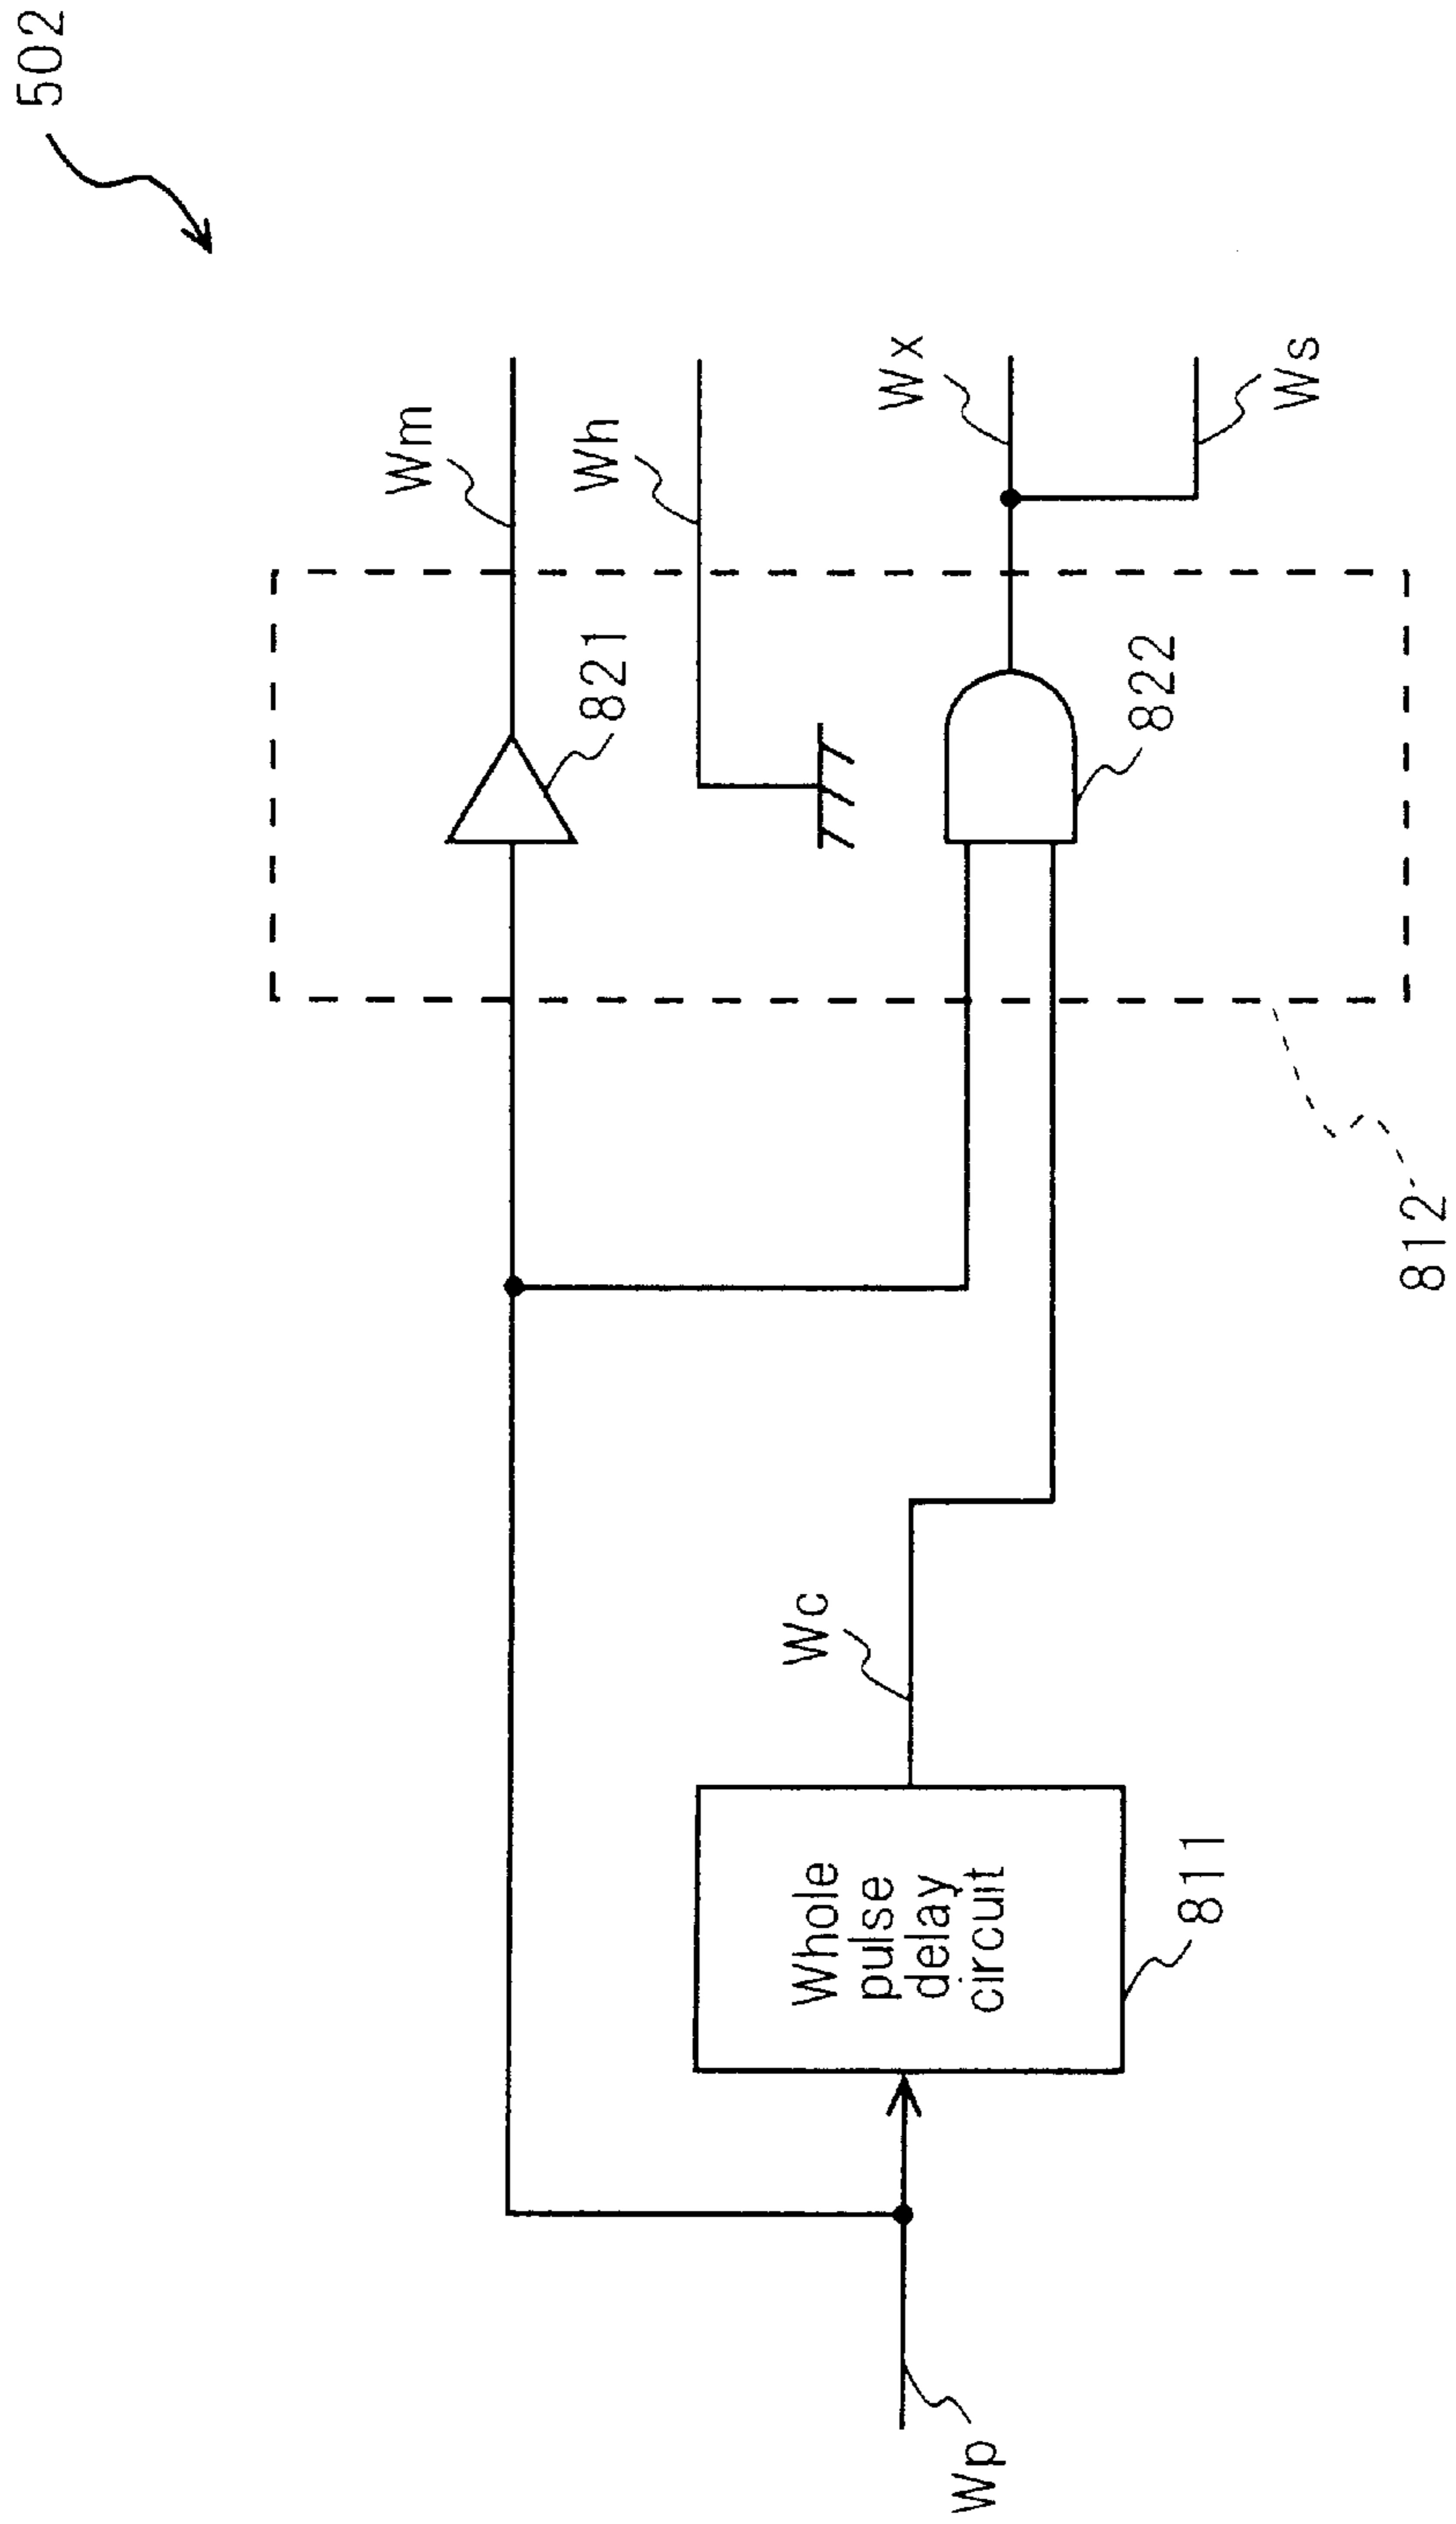 502
Wm
Wh
Wx
Ws
821
822
812
Wc
Whole
pulse
delay
circuit
811
Wp